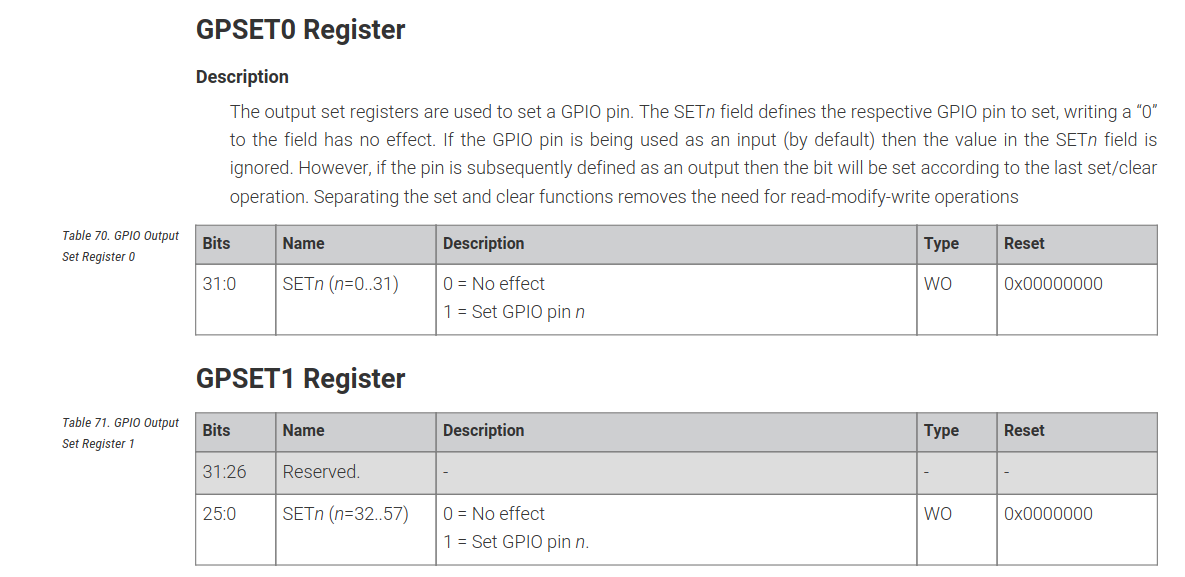 GPSET0 Register
Description
The output set registers are used to set a GPIO pin. The SETn field defines the respective GPIO pin to set, writing a “0”
to the field has no effect. If the GPIO pin is being used as an input (by default) then the value in the SETn field is
ignored. However, if the pin is subsequently defined as an output then the bit will be set according to the last set/clear
operation. Separating the set and clear functions removes the need for read-modify-write operations
Table 70. GPIO Output
Set Register 0
Bits Name Description Type Reset
31:0 SETn (n=0..31) 0 = No effect WO 0x00000000
1 = Set GPIO pin n
GPSET1 Register
Table 71. GPIO Output
Set Register 1
Bits Name Description Type Reset
31:26 Reserved. - - -
25:0 SETn (n=32..57) 0 = No effect WO 0x0000000
1 = Set GPIO pin n.